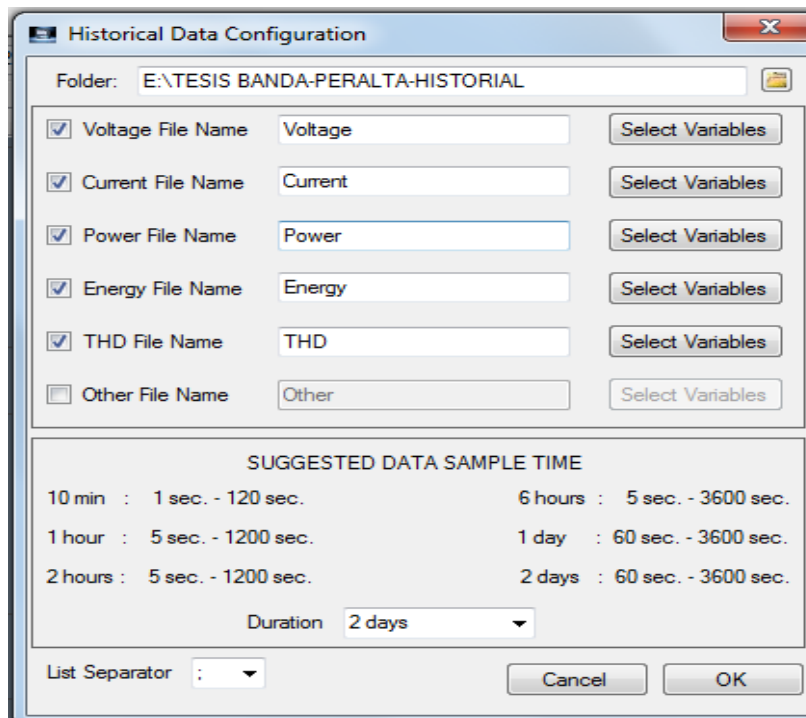 Historical Data Configuration
Folder: E:\TESIS BANDA-PERALTA-HISTORIAL
Voltage File Name Voltage Select Variables
Current File Name Current Select Variables
Power File Name Power Select Variables
Energy File Name Energy Select Variables
THD File Name THD Select Variables
Other File Name Other Select Variables
SUGGESTED DATA SAMPLE TIME
10 min : 1 sec. - 120 sec. 6 hours : 5 sec. - 3600 sec.
1 hour : 5 sec. - 1200 sec. 1 day : 60 sec. - 3600 sec.
2 hours : 5 sec. - 1200 sec. 2 days : 60 sec. - 3600 sec.
Duration 2 days
List Separator ; Cancel OK